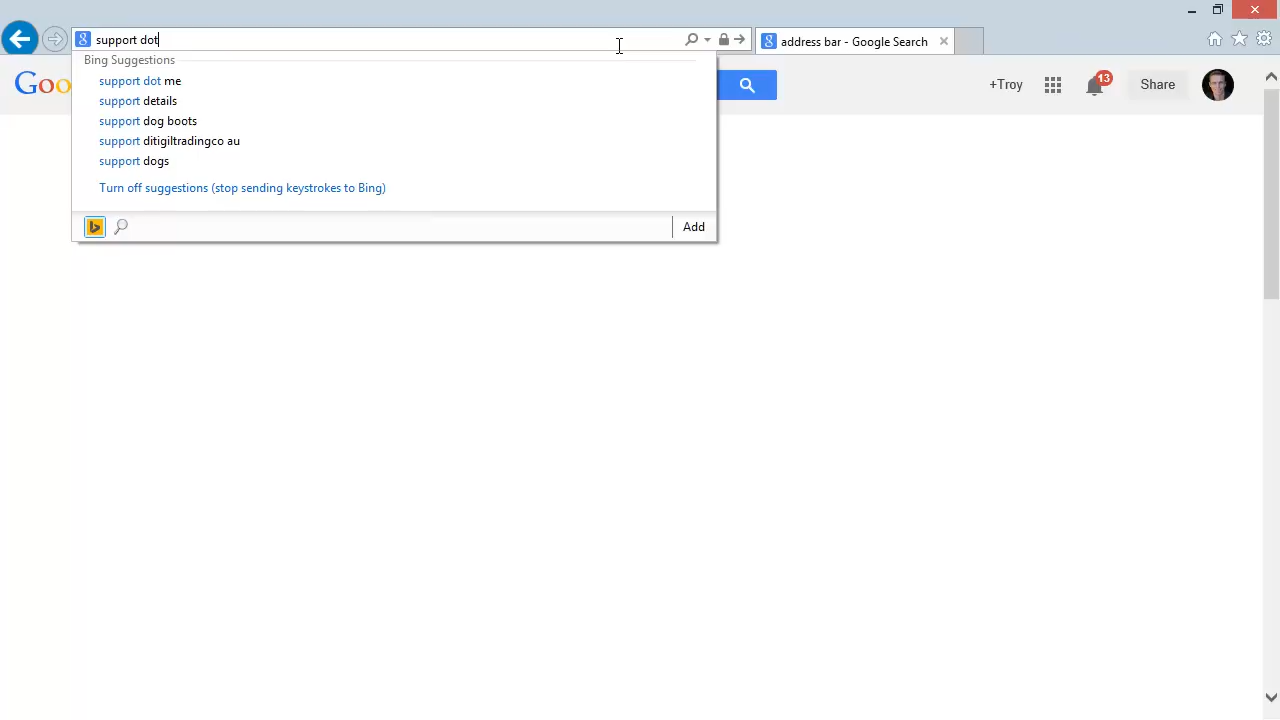 support dot
address bar - Google Search
Bing Suggestions
support dot me
support details
support dog boots
support ditigiltradingco au
support dogs
Turn off suggestions (stop sending keystrokes to Bing)
Add
Goo
+Troy
13
Share